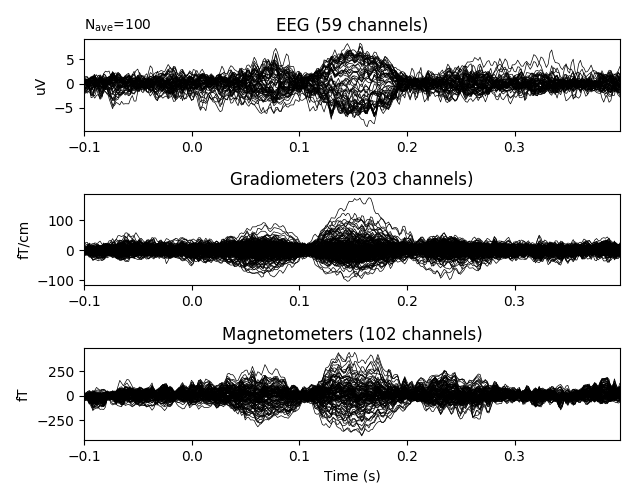 N_ave=100
EEG (59 channels)
5
0
−5
uV
−0.1 0.0 0.1 0.2 0.3
Gradiometers (203 channels)
100
0
−100
fT/cm
−0.1 0.0 0.1 0.2 0.3
Magnetometers (102 channels)
250
0
−250
fT
−0.1 0.0 0.1 0.2 0.3
Time (s)